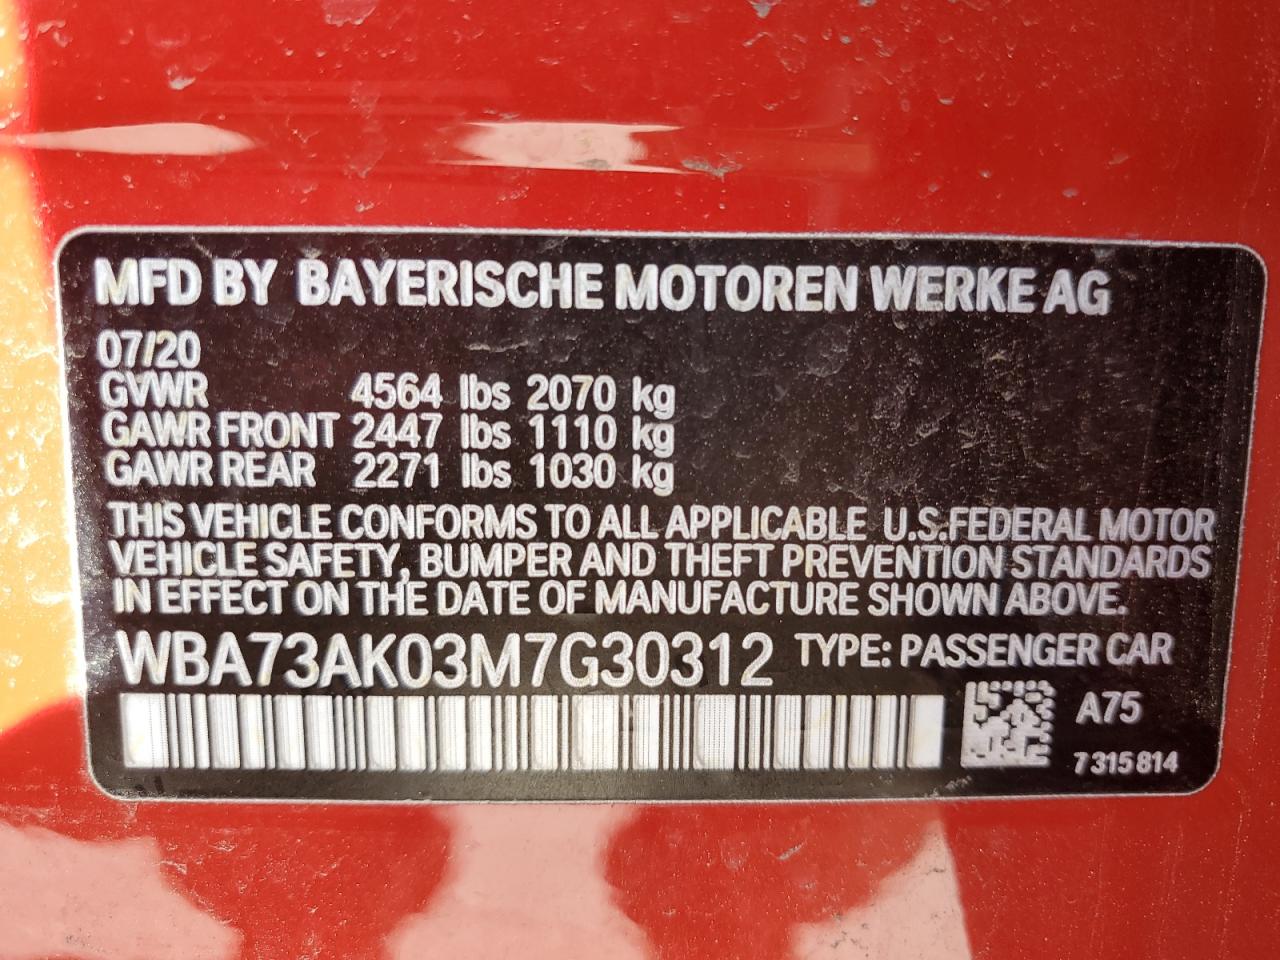 MFD BY BAYERISCHE MOTOREN WERKE AG
07/20
GVWR 4564 lbs 2070 kg
GAWR FRONT 2447 lbs 1110 kg
GAWR REAR 2271 lbs 1030 kg
THIS VEHICLE CONFORMS TO ALL APPLICABLE U.S.FEDERAL MOTOR
VEHICLE SAFETY, BUMPER AND THEFT PREVENTION STANDARDS
IN EFFECT ON THE DATE OF MANUFACTURE SHOWN ABOVE.
WBA73AK03M7G30312 TYPE: PASSENGER CAR
A75
7 315 814